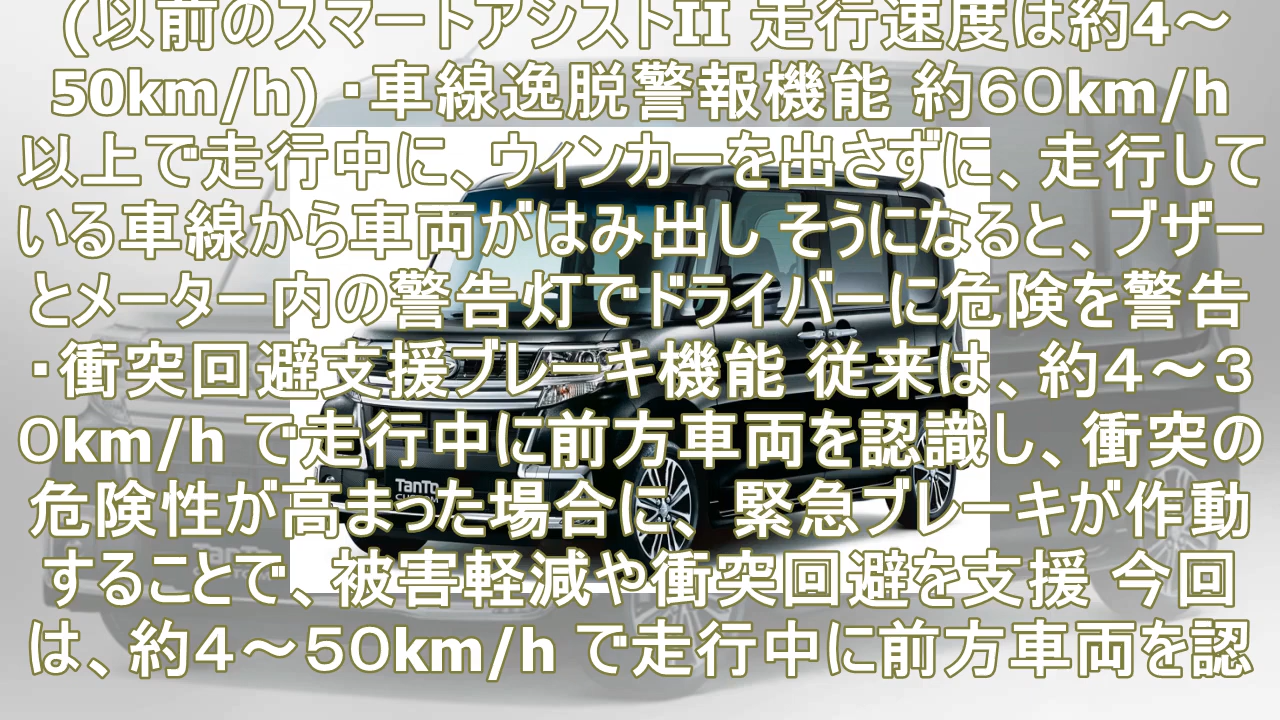 (以前のスマートアシストII 走行速度は約4～
50km/h) ・車線逸脱警報機能 約６０km/h
以上で走行中に、ウィンカーを出さずに、走行して
いる車線から車両がはみ出し そうになると、ブザー
とメーター内の警告灯でドライバーに危険を警告
・衝突回避支援ブレーキ機能 従来は、約４～３
０km/h で走行中に前方車両を認識し、衝突の
危険性が高まった場合に、 緊急ブレーキが作動
することで、被害軽減や衝突回避を支援 今回
は、約４～５０km/h で走行中に前方車両を認
TanTo
CUSTOM